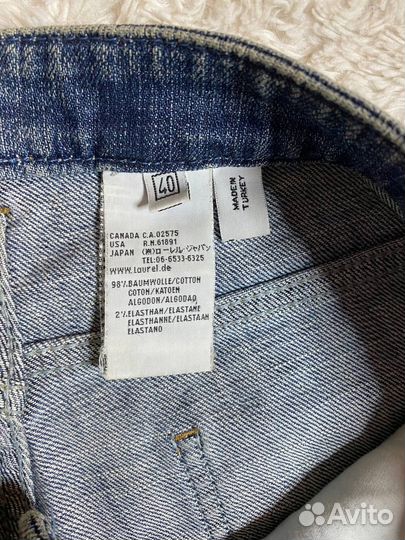 40
MADE IN
TURKEY
CANADA C.A.02575
USA R.N.61891
JAPAN (株)ローレル・ジャパン
TEL:06-6533-6325
www.Laurel.de
98% BAUMWOLLE/COTTON
COTON/KATOEN
ALGODON/ALGODAO
2% ELASTHAN/ELASTANE
ELASTHANNE/ELASTAAN
ELASTANO
Avito